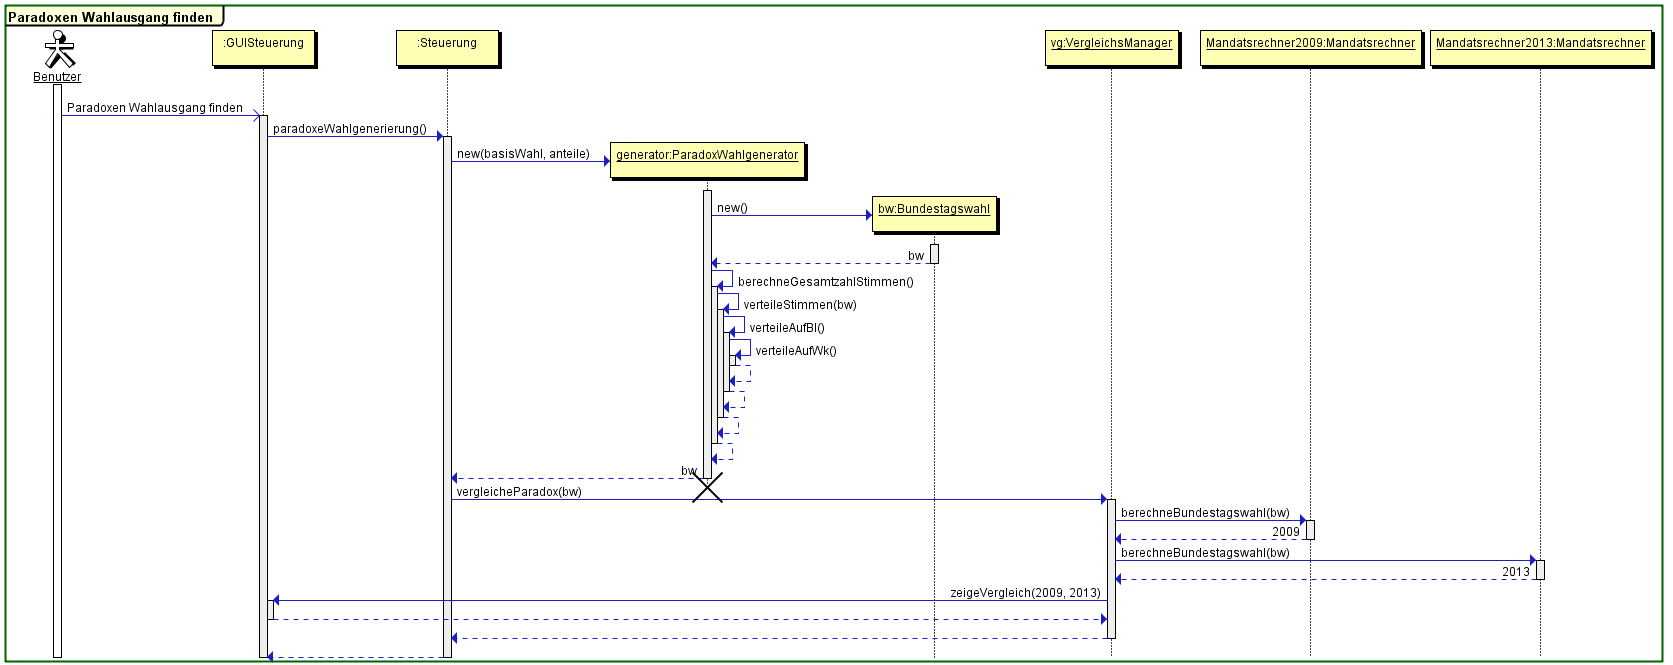 Paradoxen Wahlausgang finden
:GUISteuerung
:Steuerung
vg:VergleichsManager
Mandatsrechner2009:Mandatsrechner
Mandatsrechner2013:Mandatsrechner
Benutzer
Paradoxen Wahlausgang finden
paradoxeWahlgenerierung()
new(basisWahl, anteile)
generator:ParadoxWahlgenerator
new()
bw:Bundestagswahl
bw
berechneGesamtzahlStimmen()
verteileStimmen(bw)
verteileAufBl()
verteileAufWk()
bw
vergleicheParadox(bw)
berechneBundestagswahl(bw)
2009
berechneBundestagswahl(bw)
2013
zeigeVergleich(2009, 2013)